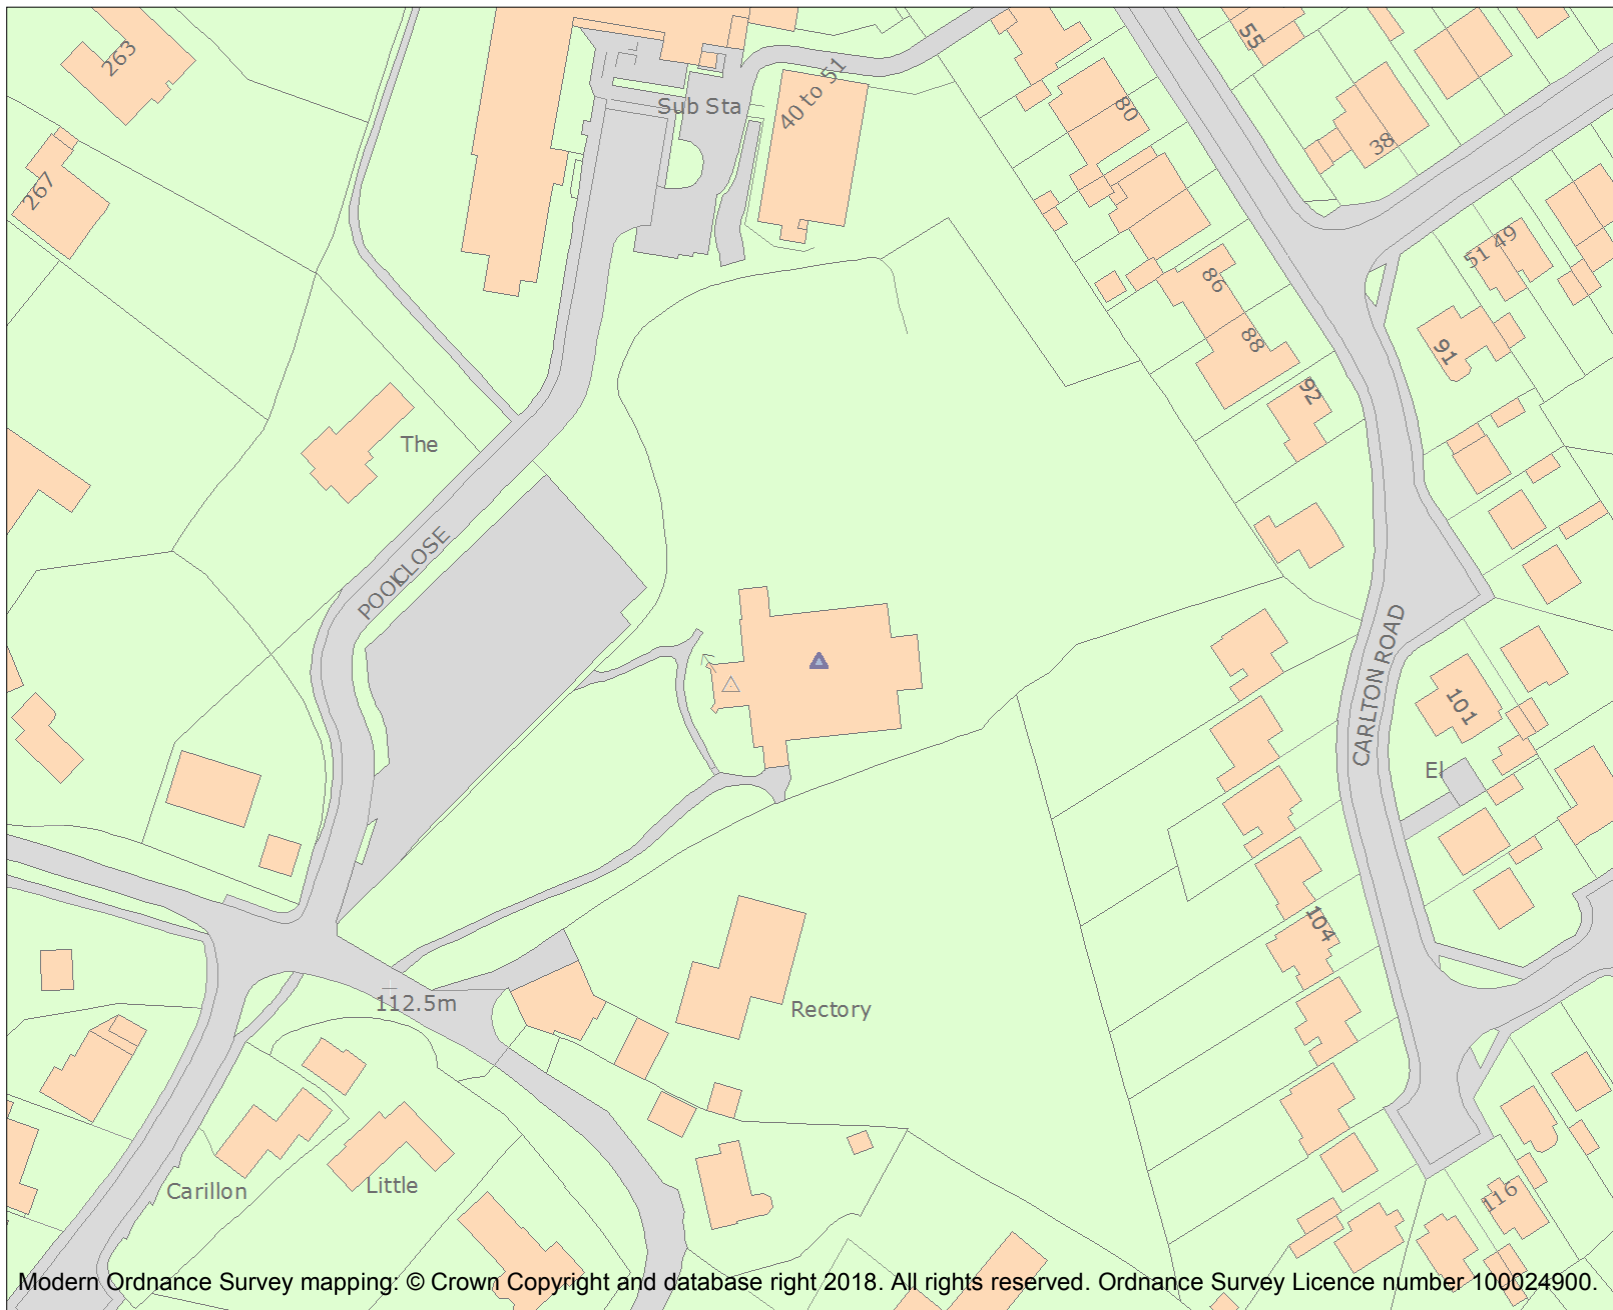 263
55
40 to 51
Sub Sta
80
38
267
51 49
86
88
91
92
The
POOL CLOSE
CARLTON ROAD
101
El
104
112.5m
Rectory
Carillon
Little
116
Modern Ordnance Survey mapping: © Crown Copyright and database right 2018. All rights reserved. Ordnance Survey Licence number 100024900.